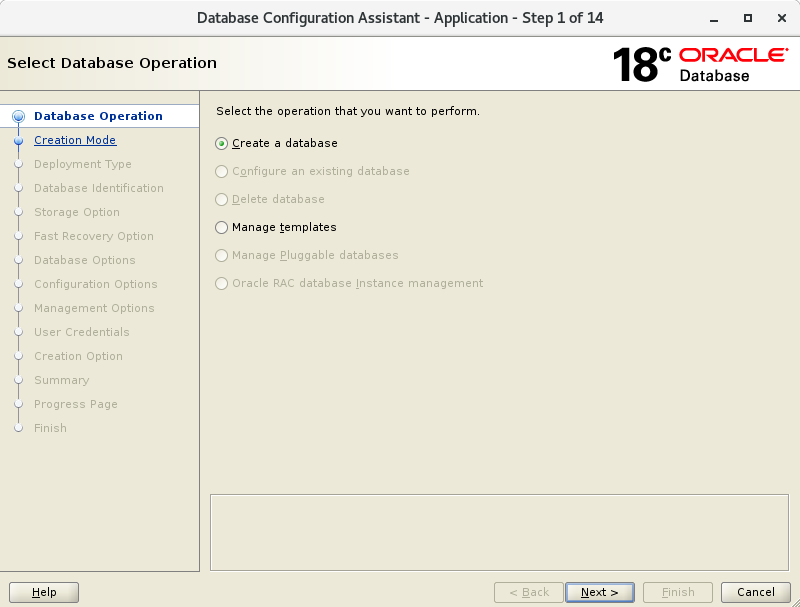 Database Configuration Assistant - Application - Step 1 of 14
Select Database Operation
18c ORACLE Database
Database Operation
Creation Mode
Deployment Type
Database Identification
Storage Option
Fast Recovery Option
Database Options
Configuration Options
Management Options
User Credentials
Creation Option
Summary
Progress Page
Finish
Select the operation that you want to perform.
Create a database
Configure an existing database
Delete database
Manage templates
Manage Pluggable databases
Oracle RAC database Instance management
Help
< Back
Next >
Finish
Cancel